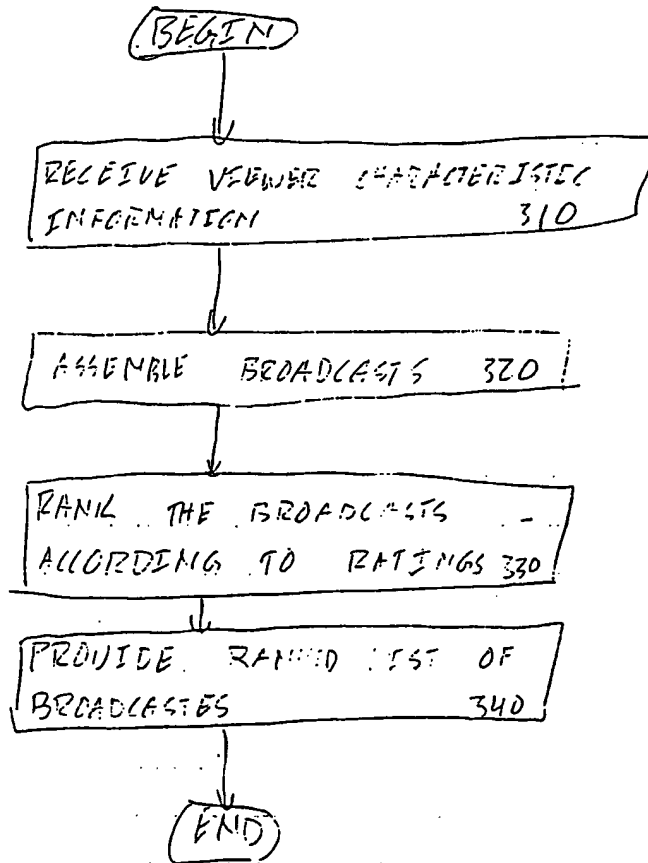 BEGIN
RECEIVE VIEWER CHARACTERISTIC
INFORMATION 310
ASSEMBLE BROADCASTS 320
RANK THE BROADCASTS
ACCORDING TO RATINGS 330
PROVIDE RANKED LIST OF
BROADCASTES 340
END